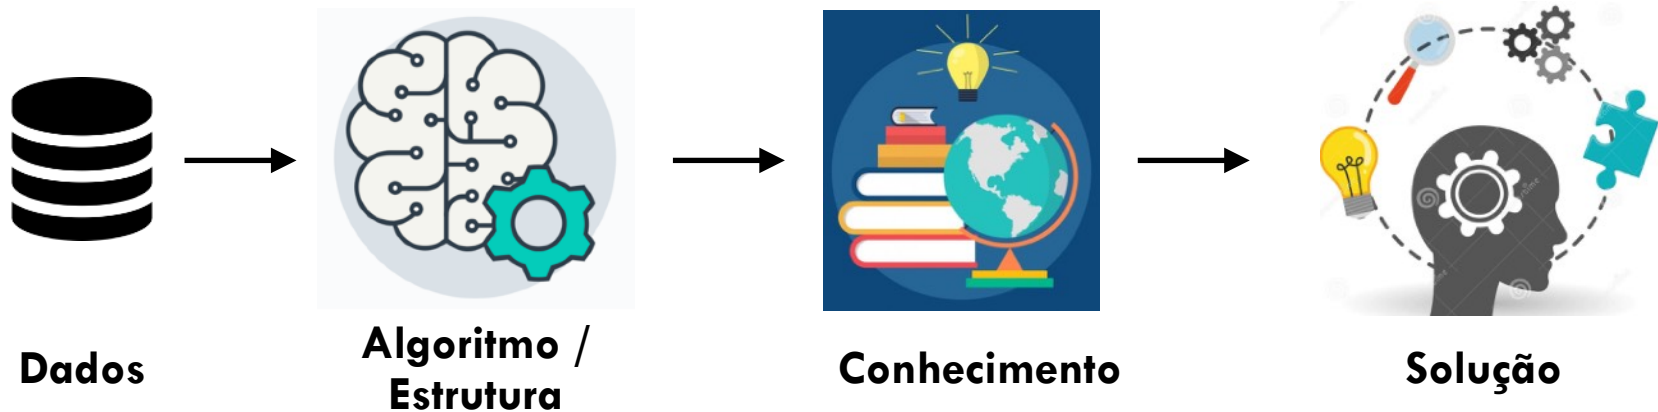 Dados
Algoritmo /
Estrutura
Conhecimento
Solução